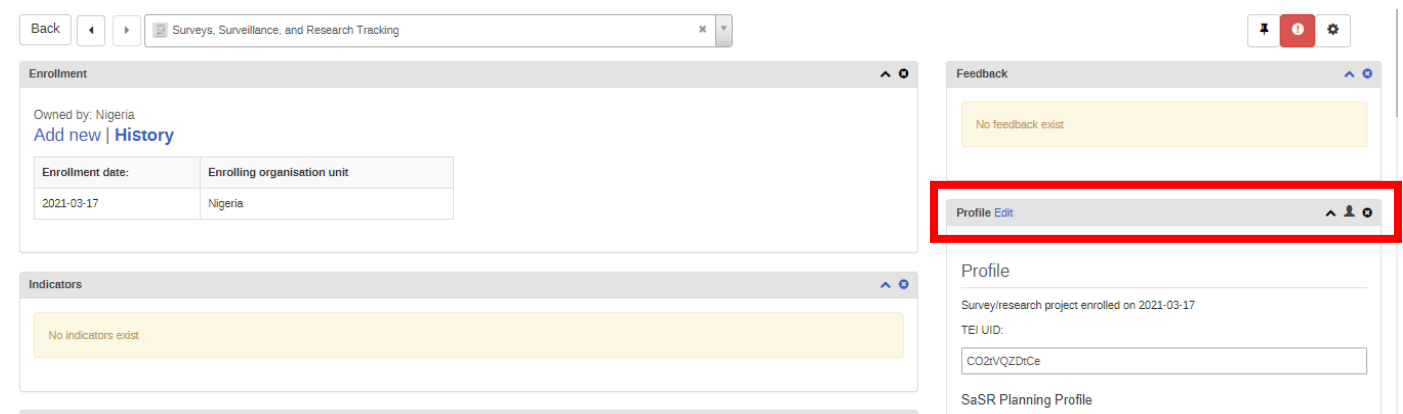 Back
Surveys, Surveillance, and Research Tracking
Enrollment
Owned by: Nigeria
Add new | History
Enrollment date: Enrolling organisation unit
2021-03-17 Nigeria
Indicators
No indicators exist
Feedback
No feedback exist
Profile Edit
Profile
Survey/research project enrolled on 2021-03-17
TEI UID:
CO2tVQZDtCe
SaSR Planning Profile